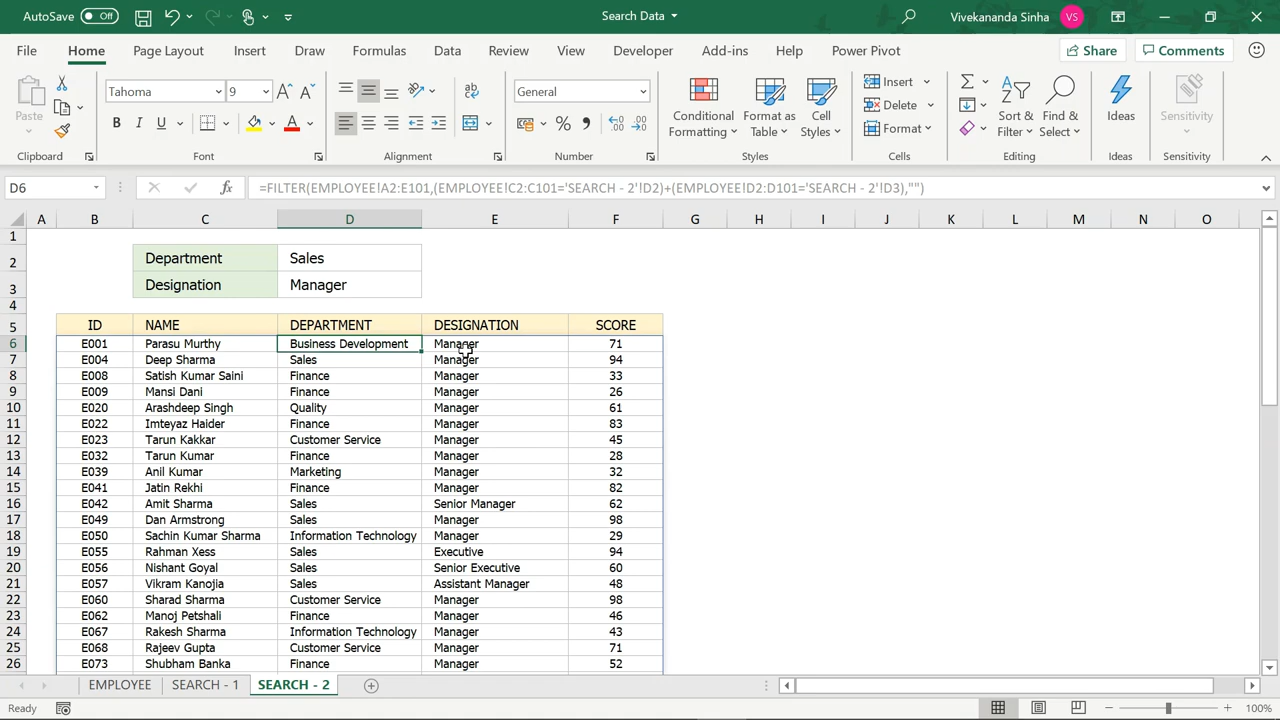 AutoSave Off Search Data Vivekananda Sinha VS
File Home Page Layout Insert Draw Formulas Data Review View Developer Add-ins Help Power Pivot Share Comments
Tahoma 9 General Insert
Paste Conditional Formatting Format as Table Cell Styles Delete Sort & Filter Find & Select Ideas Sensitivity
B I U Format
Clipboard Font Alignment Number Styles Cells Editing Ideas Sensitivity
D6 fx =FILTER(EMPLOYEE!A2:E101,(EMPLOYEE!C2:C101='SEARCH - 2'!D2)+(EMPLOYEE!D2:D101='SEARCH - 2'!D3),"")
A B C D E F G H I J K L M N O
1
2 Department Sales
3 Designation Manager
4
5 ID NAME DEPARTMENT DESIGNATION SCORE
6 E001 Parasu Murthy Business Development Manager 71
7 E004 Deep Sharma Sales Manager 94
8 E008 Satish Kumar Saini Finance Manager 33
9 E009 Mansi Dani Finance Manager 26
10 E020 Arashdeep Singh Quality Manager 61
11 E022 Imteyaz Haider Finance Manager 83
12 E023 Tarun Kakkar Customer Service Manager 45
13 E032 Tarun Kumar Finance Manager 28
14 E039 Anil Kumar Marketing Manager 32
15 E041 Jatin Rekhi Finance Manager 82
16 E042 Amit Sharma Sales Senior Manager 62
17 E049 Dan Armstrong Sales Manager 98
18 E050 Sachin Kumar Sharma Information Technology Manager 29
19 E055 Rahman Xess Sales Executive 94
20 E056 Nishant Goyal Sales Senior Executive 60
21 E057 Vikram Kanojia Sales Assistant Manager 48
22 E060 Sharad Sharma Customer Service Manager 98
23 E062 Manoj Petshali Finance Manager 46
24 E067 Rakesh Sharma Information Technology Manager 43
25 E068 Rajeev Gupta Customer Service Manager 71
26 E073 Shubham Banka Finance Manager 52
EMPLOYEE SEARCH - 1 SEARCH - 2
Ready 100%